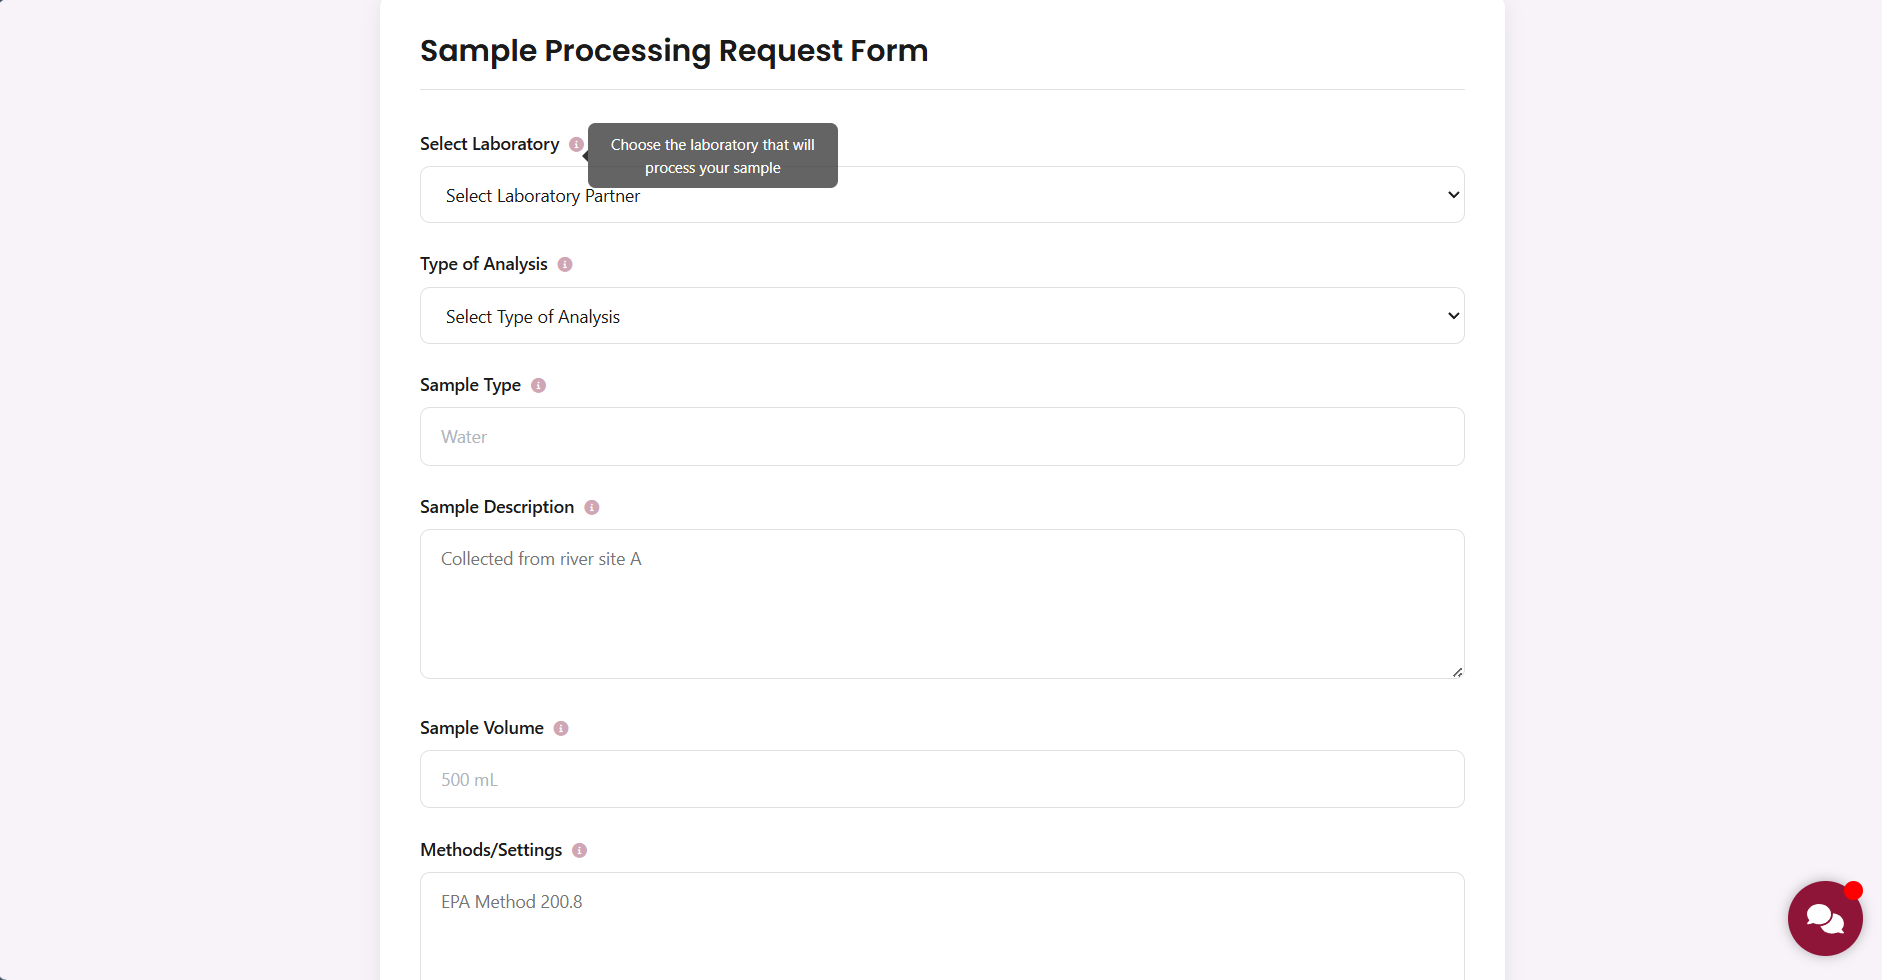 Sample Processing Request Form
Select Laboratory
Choose the laboratory that will
process your sample
Select Laboratory Partner
Type of Analysis
Select Type of Analysis
Sample Type
Water
Sample Description
Collected from river site A
Sample Volume
500 mL
Methods/Settings
EPA Method 200.8